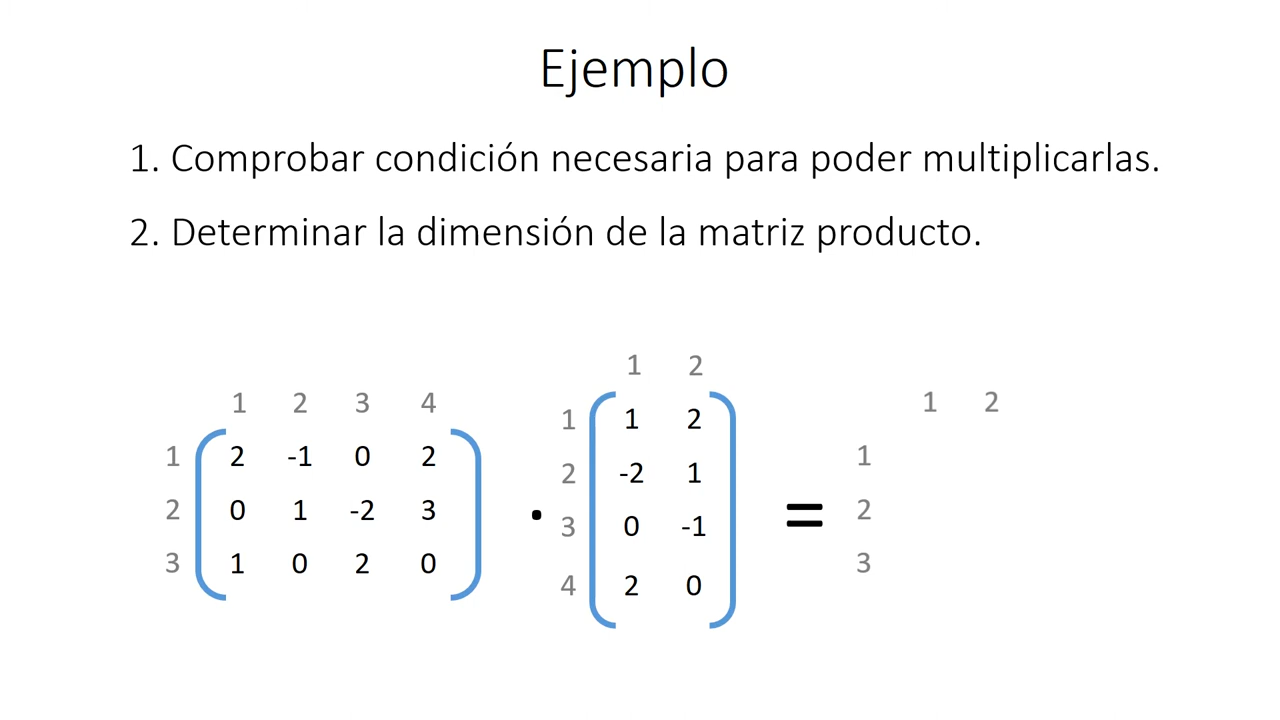 Ejemplo
1. Comprobar condición necesaria para poder multiplicarlas.
2. Determinar la dimensión de la matriz producto.
1 2
1 2 3 4 1 2 1 2
1 2 -1 0 2 2 -2 1 1
2 0 1 -2 3 . 3 0 -1 = 2
3 1 0 2 0 4 2 0 3